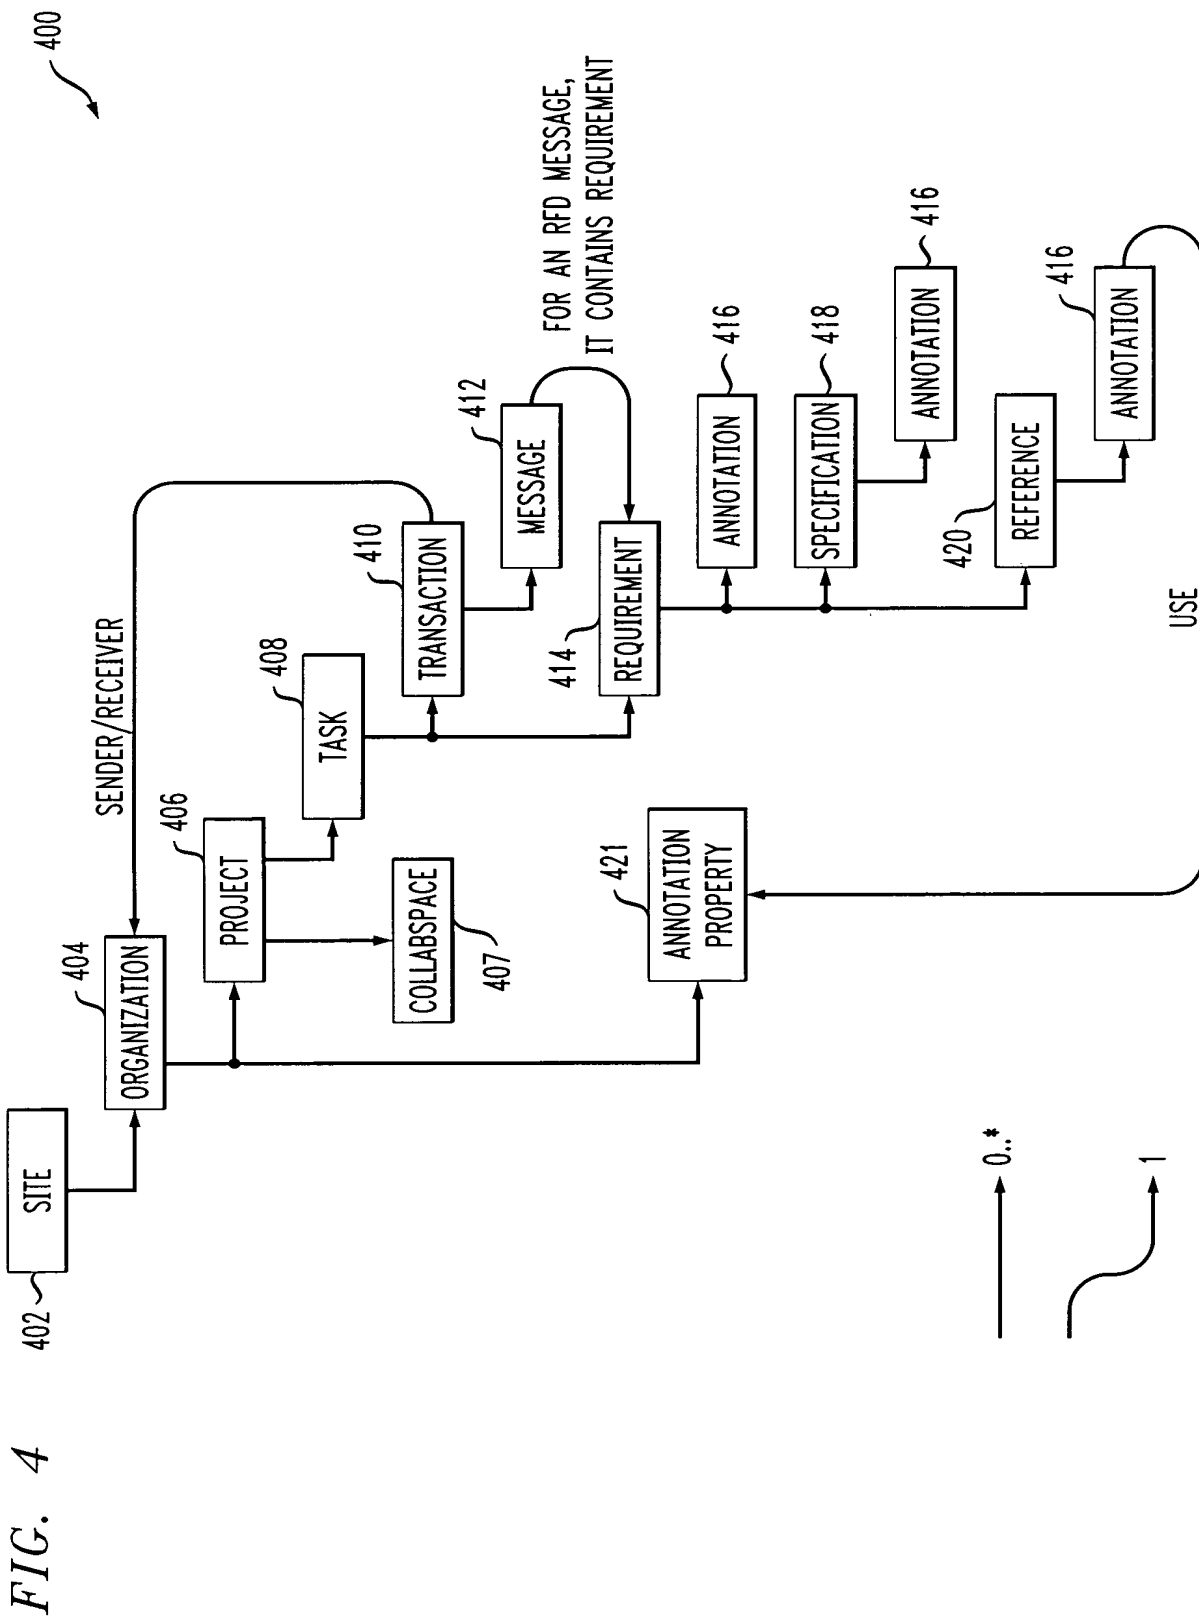 FIG. 4
400
402
SITE
404
ORGANIZATION
SENDER/RECEIVER
406
PROJECT
408
TASK
COLLABSPACE
407
410
TRANSACTION
412
MESSAGE
FOR AN RFD MESSAGE,
IT CONTAINS REQUIREMENT
414
REQUIREMENT
421
ANNOTATION
PROPERTY
ANNOTATION
416
SPECIFICATION
418
ANNOTATION
416
420
REFERENCE
ANNOTATION
416
USE
0..*
1